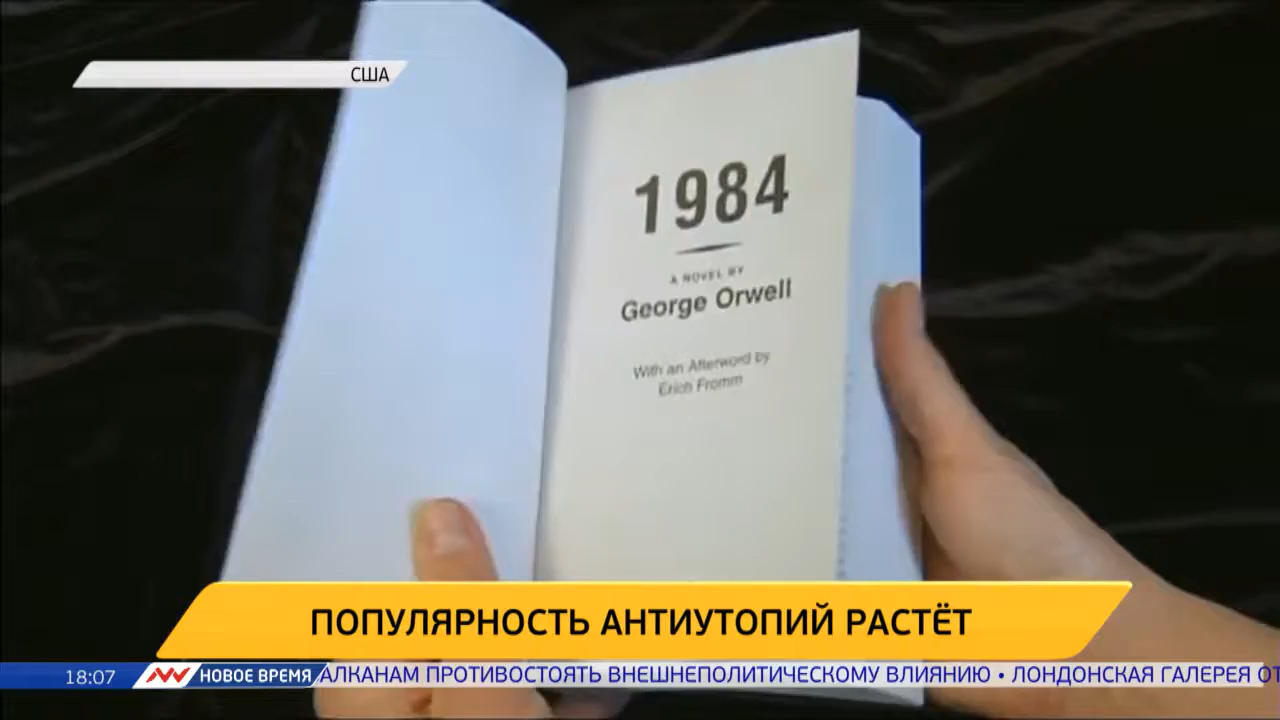 США
1984
A NOVEL BY
George Orwell
With an Afterword by
Erich Fromm
ПОПУЛЯРНОСТЬ АНТИУТОПИЙ РАСТЁТ
18:07 НОВОЕ ВРЕМЯ АЛКАНАМ ПРОТИВОСТОЯТЬ ВНЕШНЕПОЛИТИЧЕСКОМУ ВЛИЯНИЮ • ЛОНДОНСКАЯ ГАЛЕРЕЯ ОТ